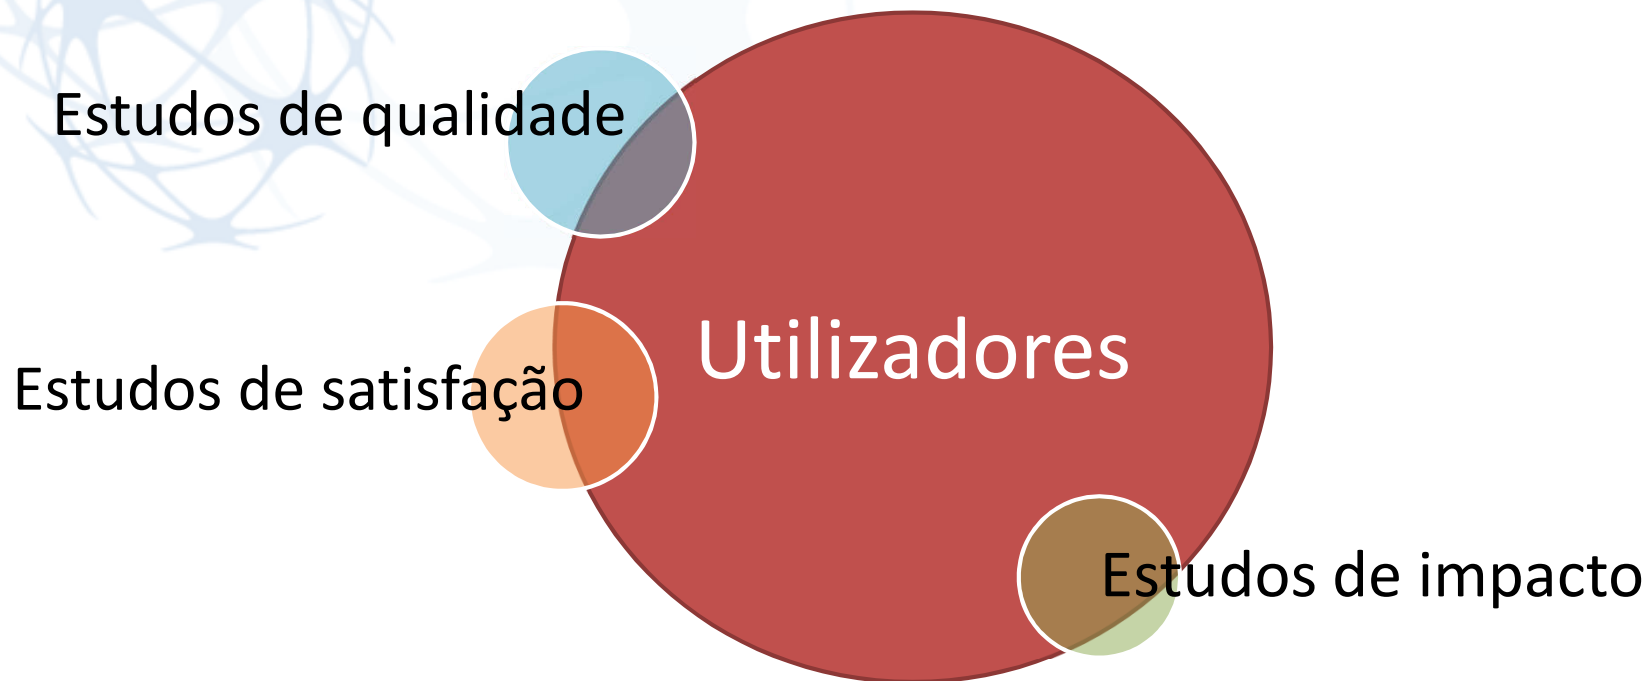 Estudos de qualidade
Utilizadores
Estudos de satisfação
Estudos de impacto